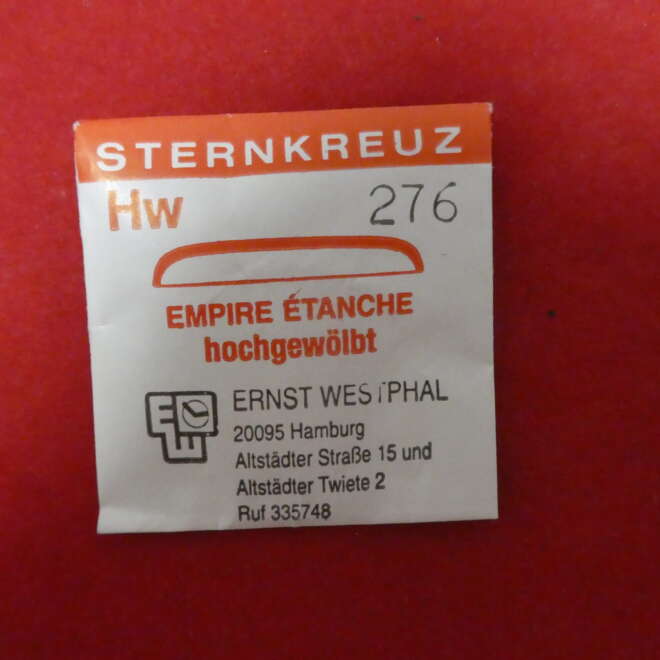 STERNKREUZ
Hw 276
EMPIRE ÉTANCHE
hochgewölbt
EW
ERNST WESTPHAL
20095 Hamburg
Altstädter Straße 15 und
Altstädter Twiete 2
Ruf 335748